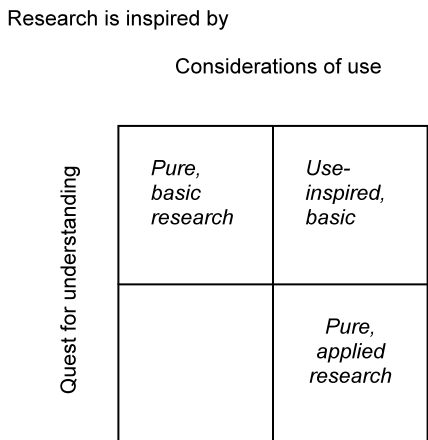 Research is inspired by
Considerations of use
Quest for understanding
Pure,
basic
research
Use-
inspired,
basic
Pure,
applied
research